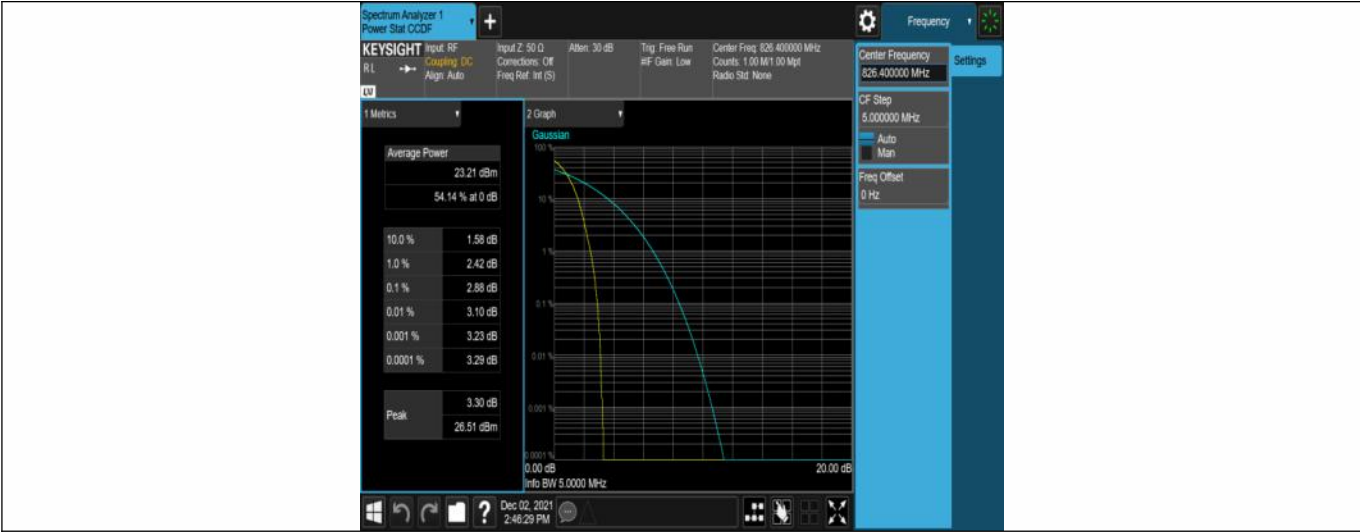 Spectrum Analyzer 1
Power Stat CCDF
+
Frequency
KEYSIGHT
RL
LXI
Input: RF
Coupling: DC
Align: Auto
Input Z: 50 Ω
Corrections: Off
Freq Ref: Int (S)
Atten: 30 dB
Trig: Free Run
#IF Gain: Low
Center Freq: 826.400000 MHz
Counts: 1.00 M/1.00 Mpt
Radio Std: None
Center Frequency
826.400000 MHz
Settings
CF Step
5.000000 MHz
Auto
Man
Freq Offset
0 Hz
1 Metrics
Average Power
23.21 dBm
54.14 % at 0 dB
10.0 % 1.58 dB
1.0 % 2.42 dB
0.1 % 2.88 dB
0.01 % 3.10 dB
0.001 % 3.23 dB
0.0001 % 3.29 dB
Peak
3.30 dB
26.51 dBm
2 Graph
Gaussian
100 %
10 %
1 %
0.1 %
0.01 %
0.001 %
0.0001 %
0.00 dB 20.00 dB
Info BW 5.0000 MHz
?
Dec 02, 2021
2:46:29 PM